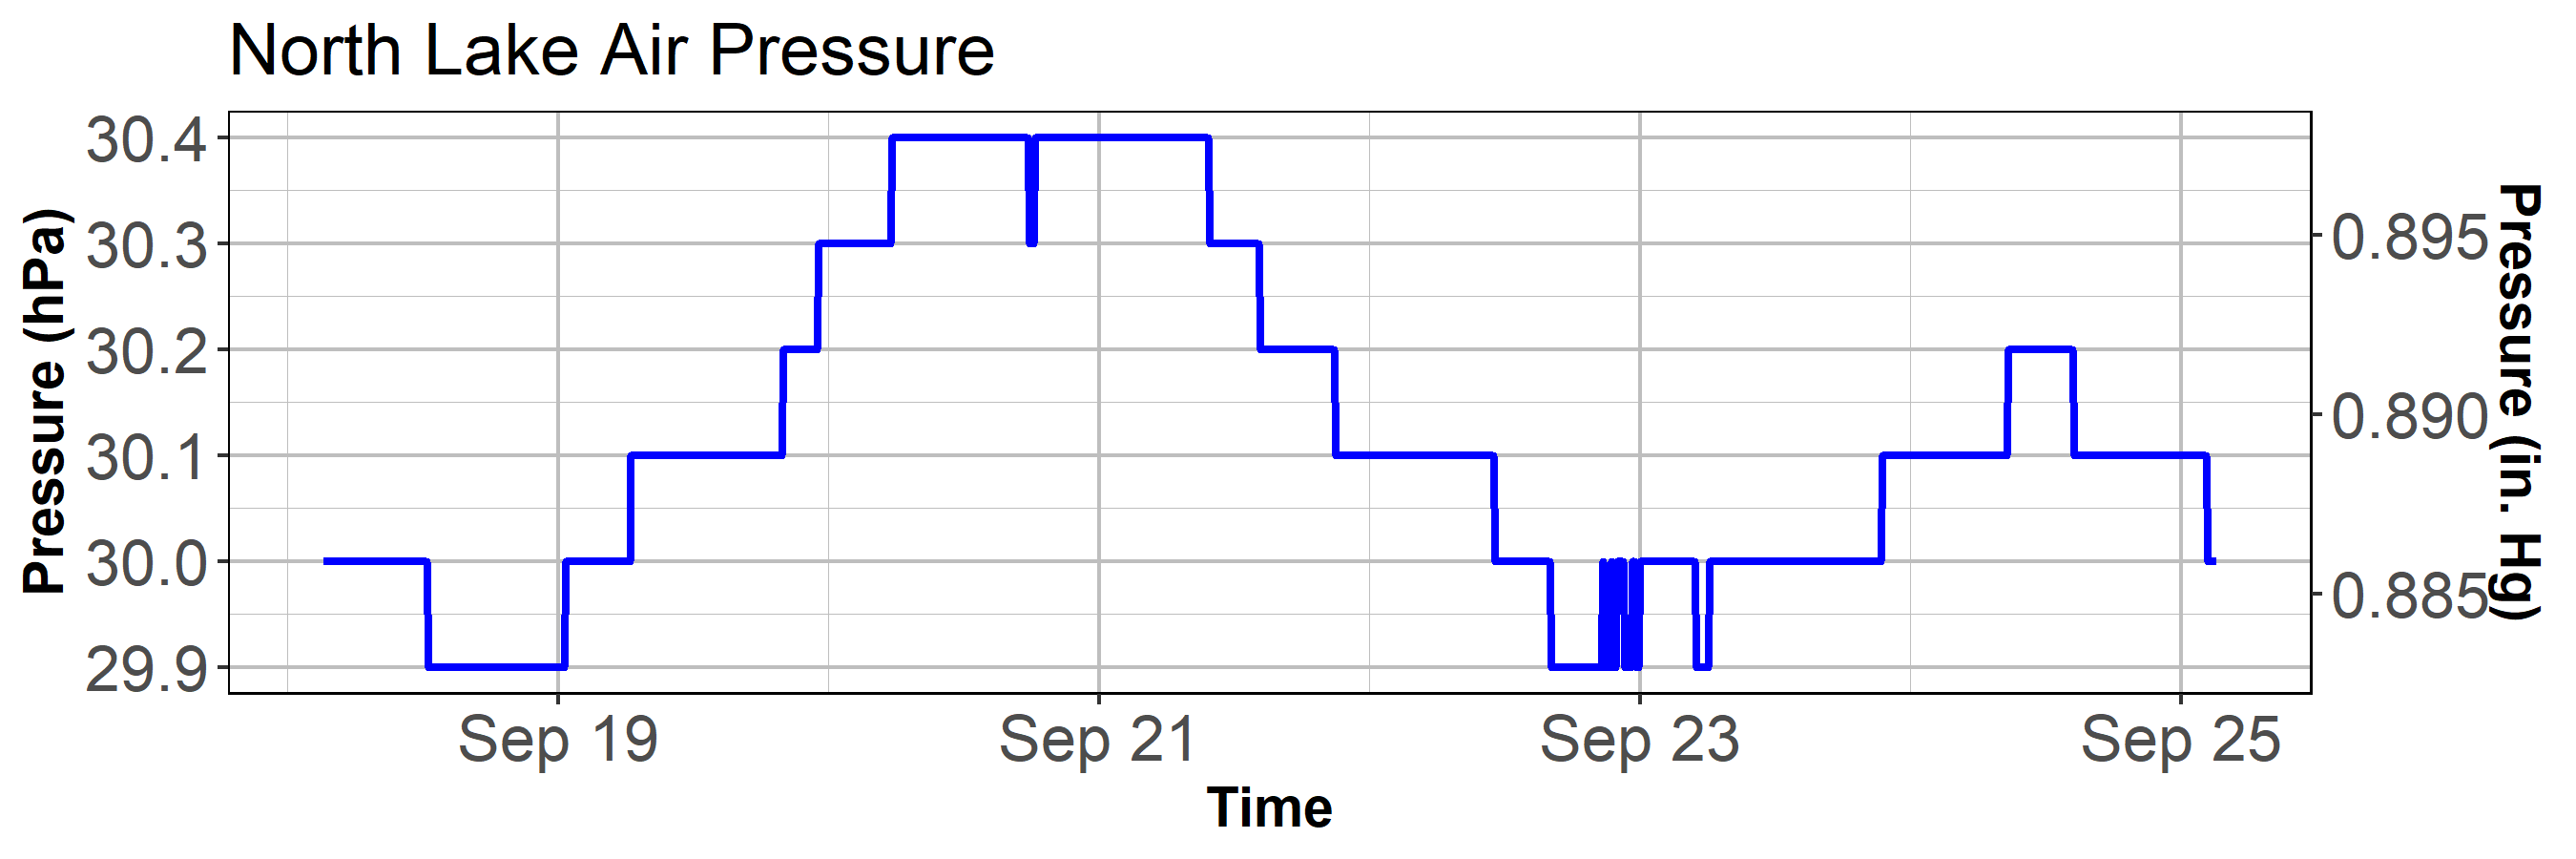 North Lake Air Pressure
Pressure (hPa)
30.4
30.3
30.2
30.1
30.0
29.9
0.895
0.890
0.885
Pressure (in. Hg)
Sep 19
Sep 21
Sep 23
Sep 25
Time